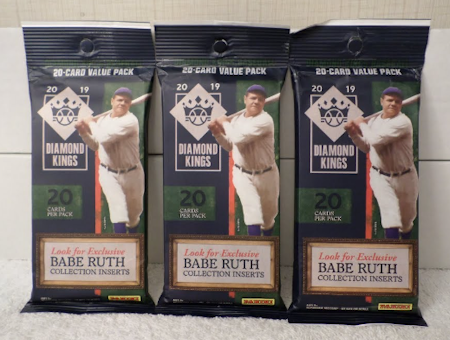 20-CARD VALUE PACK
2019
DIAMOND
KINGS
20
CARDS
PER PACK
Look for Exclusive
BABE RUTH
COLLECTION INSERTS
PANINI
20-CARD VALUE PACK
2019
DIAMOND
KINGS
20
CARDS
PER PACK
Look for Exclusive
BABE RUTH
COLLECTION INSERTS
PANINI
20-CARD VALUE PACK
2019
DIAMOND
KINGS
20
CARDS
PER PACK
Look for Exclusive
BABE RUTH
COLLECTION INSERTS
PANINI